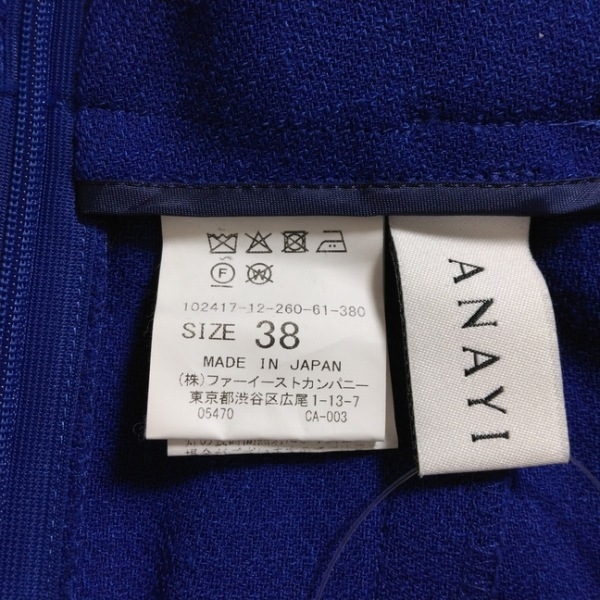 102417-12-260-61-380
SIZE 38
MADE IN JAPAN
(株)ファーイーストカンパニー
東京都渋谷区広尾1-13-7
05470 CA-003
ANAYI